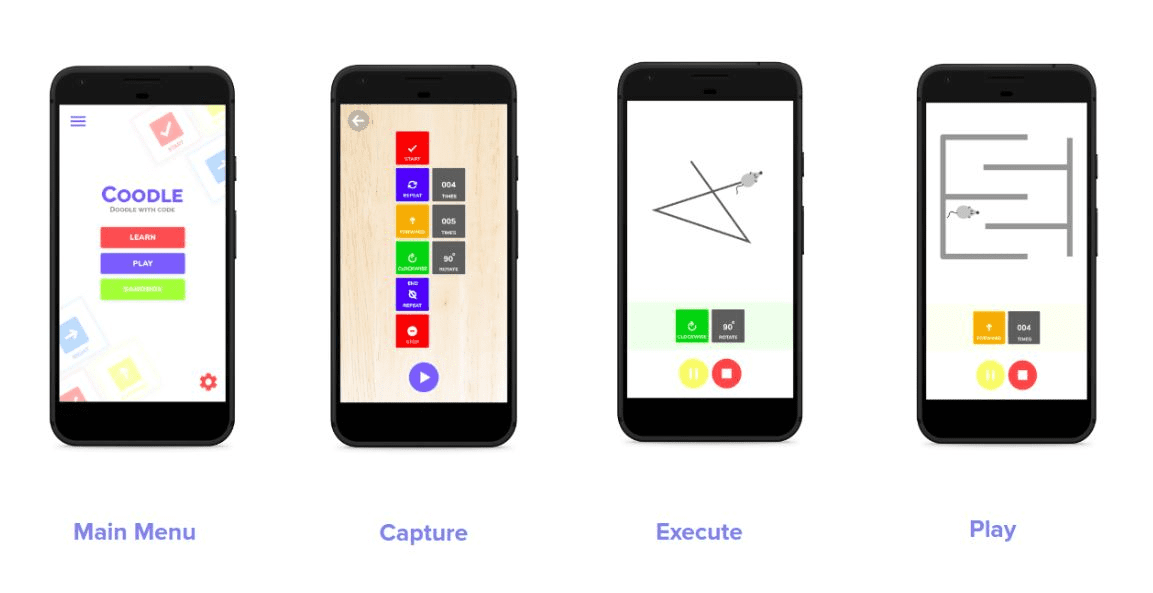 START
RIGHT
COODLE
DOODLE WITH CODE
LEARN
PLAY
SANDBOX
START
REPEAT
004
TIMES
FORWARD
005
TIMES
CLOCKWISE
90°
ROTATE
END
REPEAT
STOP
CLOCKWISE
90°
ROTATE
FORWARD
004
TIMES
Main Menu
Capture
Execute
Play